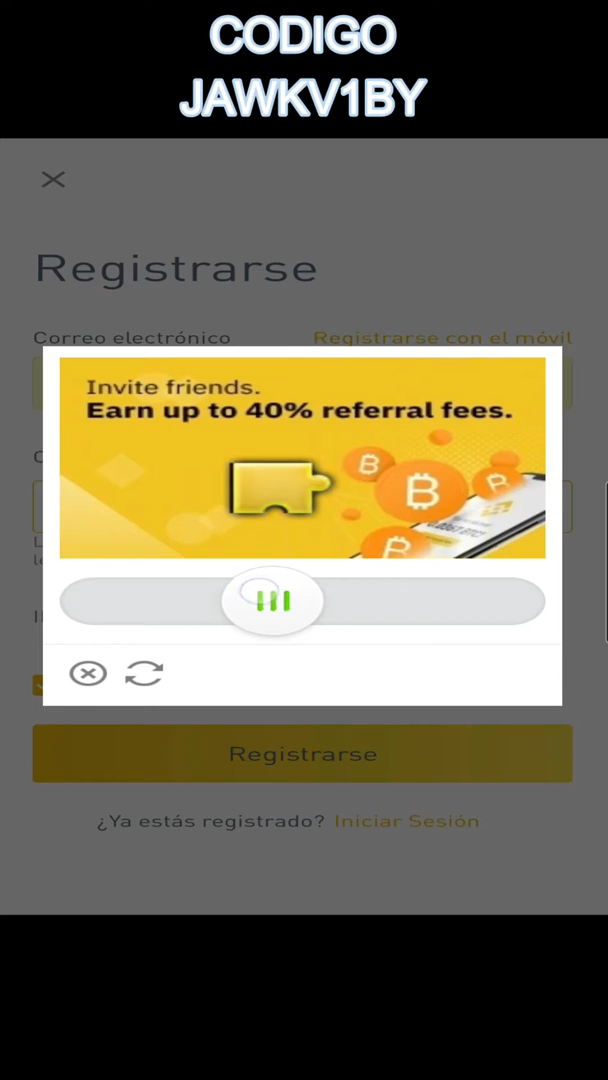 CODIGO
JAWKV1BY
Registrarse
Correo electrónico
Registrarse con el móvil
Invite friends.
Earn up to 40% referral fees.
Registrarse
¿Ya estás registrado? Iniciar Sesión